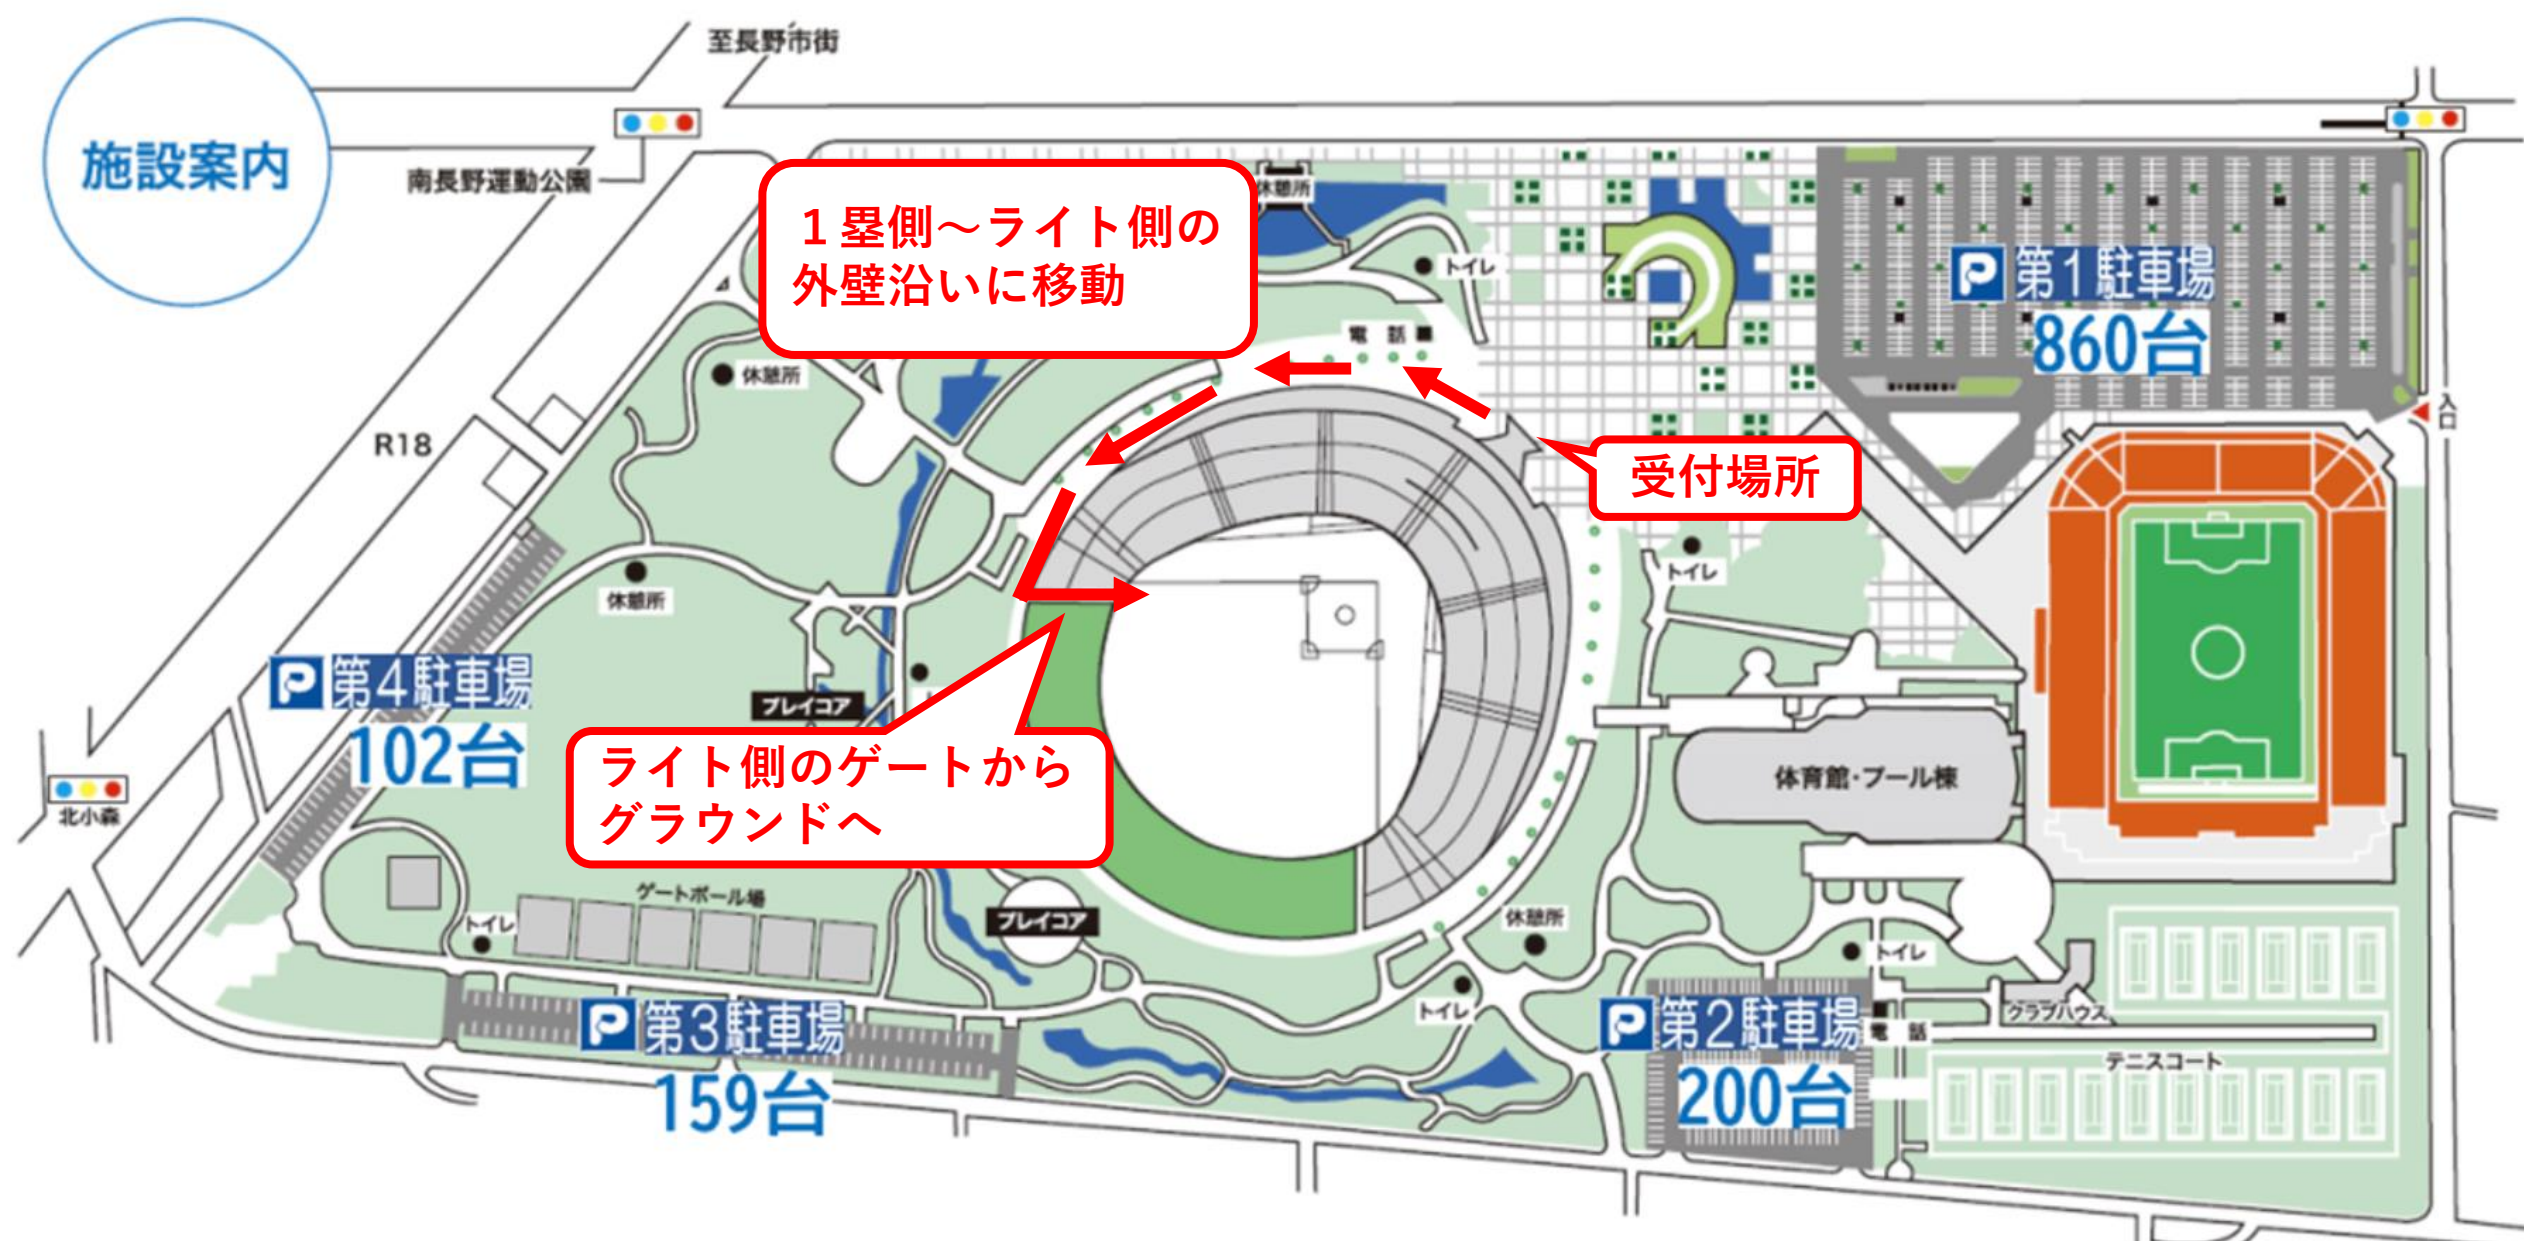 至長野市街
施設案内
南長野運動公園
休憩所
１塁側～ライト側の
外壁沿いに移動
トイレ
P 第1駐車場
860台
電話
休憩所
入口
R18
受付場所
トイレ
休憩所
P 第4駐車場
102台
プレイコア
ライト側のゲートから
グラウンドへ
体育館・プール棟
北小森
ゲートボール場
トイレ
プレイコア
休憩所
トイレ
トイレ
P 第3駐車場
159台
P 第2駐車場
200台
電話
クラブハウス
テニスコート